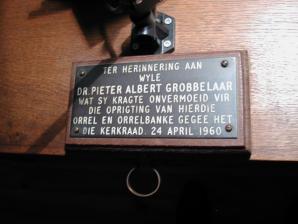 TER HERINNERING AAN
WYLE
DR. PIETER ALBERT GROBBELAAR
WAT SY KRAGTE ONVERMOEID VIR
DIE OPRIGTING VAN HIERDIE
ORREL EN ORRELBANKE GEGEE HET
DIE KERKRAAD. 24 APRIL 1960